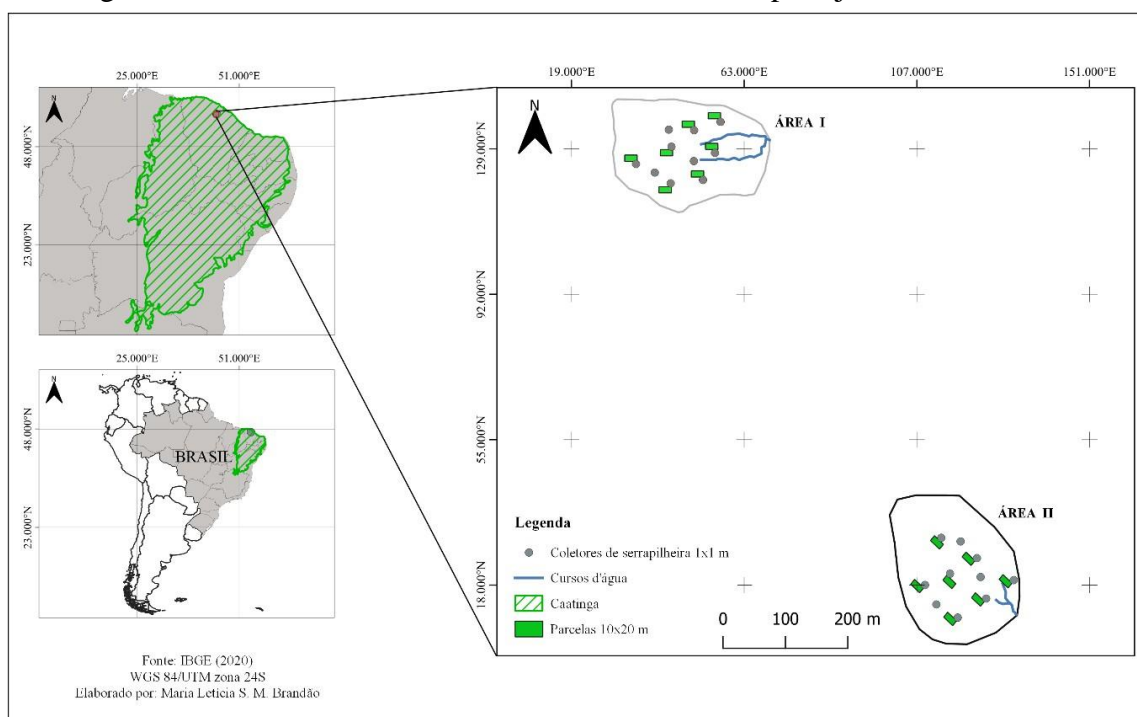 25.000°E 51.000°E
N
48.000°N
23.000°N
25.000°E 51.000°E
N
48.000°N
BRASIL
23.000°N
Fonte: IBGE (2020)
WGS 84/UTM zona 24S
Elaborado por: Maria Leticia S. M. Brandão
19.000°E 63.000°E 107.000°E 151.000°E
N
ÁREA I
129.000°N
92.000°N
55.000°N
ÁREA II
18.000°N
Legenda
Coletores de serrapilheira 1x1 m
Cursos d'água
Caatinga
Parcelas 10x20 m
0 100 200 m